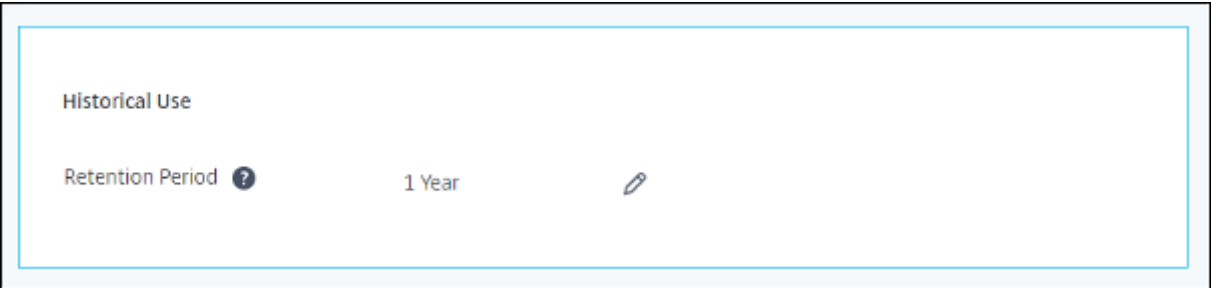 Historical Use
Retention Period ?
1 Year